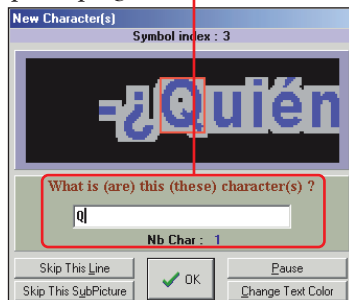 New Character(s)
Symbol index : 3
-¿Quién
What is (are) this (these) character(s) ?
Q
Nb Char : 1
Skip This Line
OK
Pause
Skip This SubPicture
Change Text Color